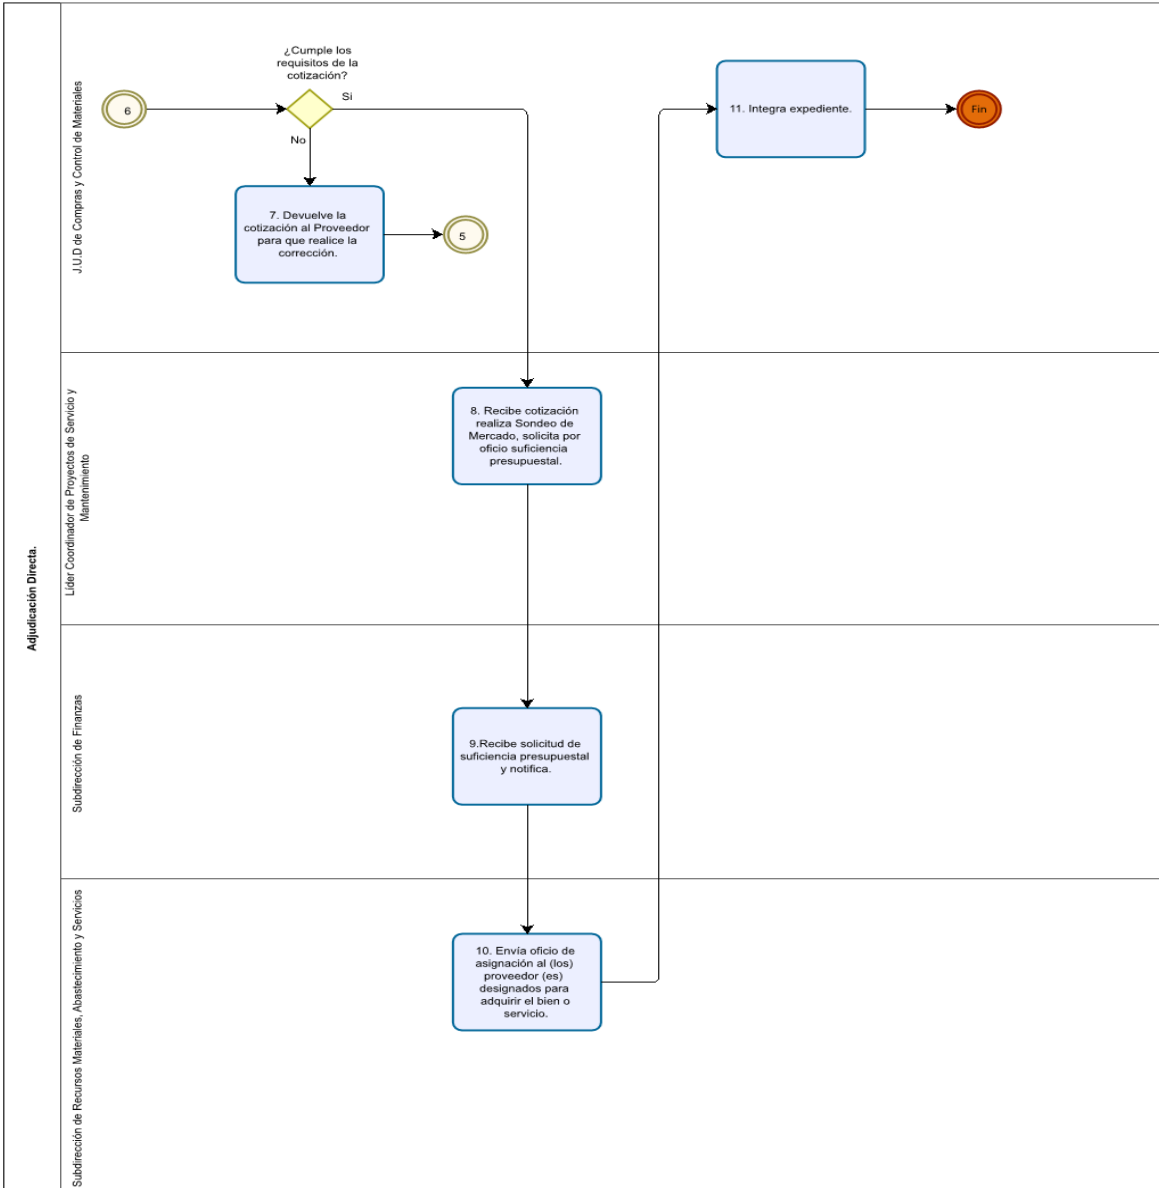 Adjudicación Directa.
J.U.D de Compras y Control de Materiales
6
¿Cumple los
requisitos de la
cotización?
Si
No
7. Devuelve la
cotización al Proveedor
para que realice la
corrección.
5
11. Integra expediente.
Fin
Líder Coordinador de Proyectos de Servicio y
Mantenimiento
8. Recibe cotización
realiza Sondeo de
Mercado, solicita por
oficio suficiencia
presupuestal.
Subdirección de Finanzas
9.Recibe solicitud de
suficiencia presupuestal
y notifica.
Subdirección de Recursos Materiales, Abastecimiento y Servicios
10. Envía oficio de
asignación al (los)
proveedor (es)
designados para
adquirir el bien o
servicio.